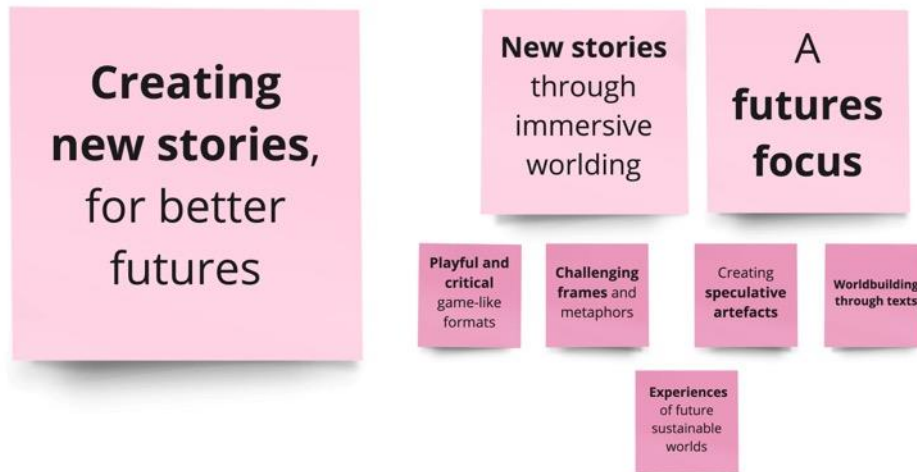 Creating
new stories,
for better
futures
New stories
through
immersive
worlding
A
futures
focus
Playful and
critical
game-like
formats
Challenging
frames and
metaphors
Creating
speculative
artefacts
Worldbuilding
through texts
Experiences
of future
sustainable
worlds